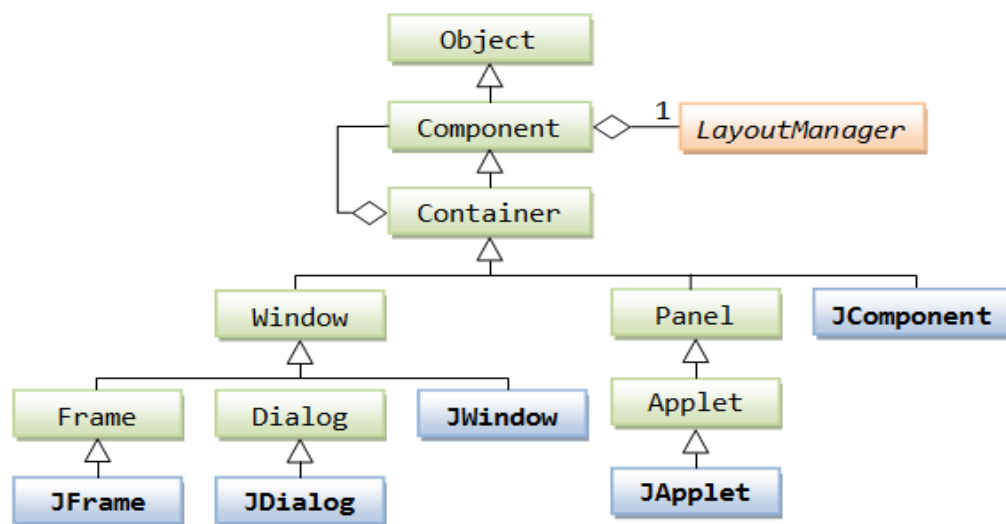 Object
Component
1
LayoutManager
Container
Window
Panel
JComponent
Frame
Dialog
JWindow
Applet
JFrame
JDialog
JApplet